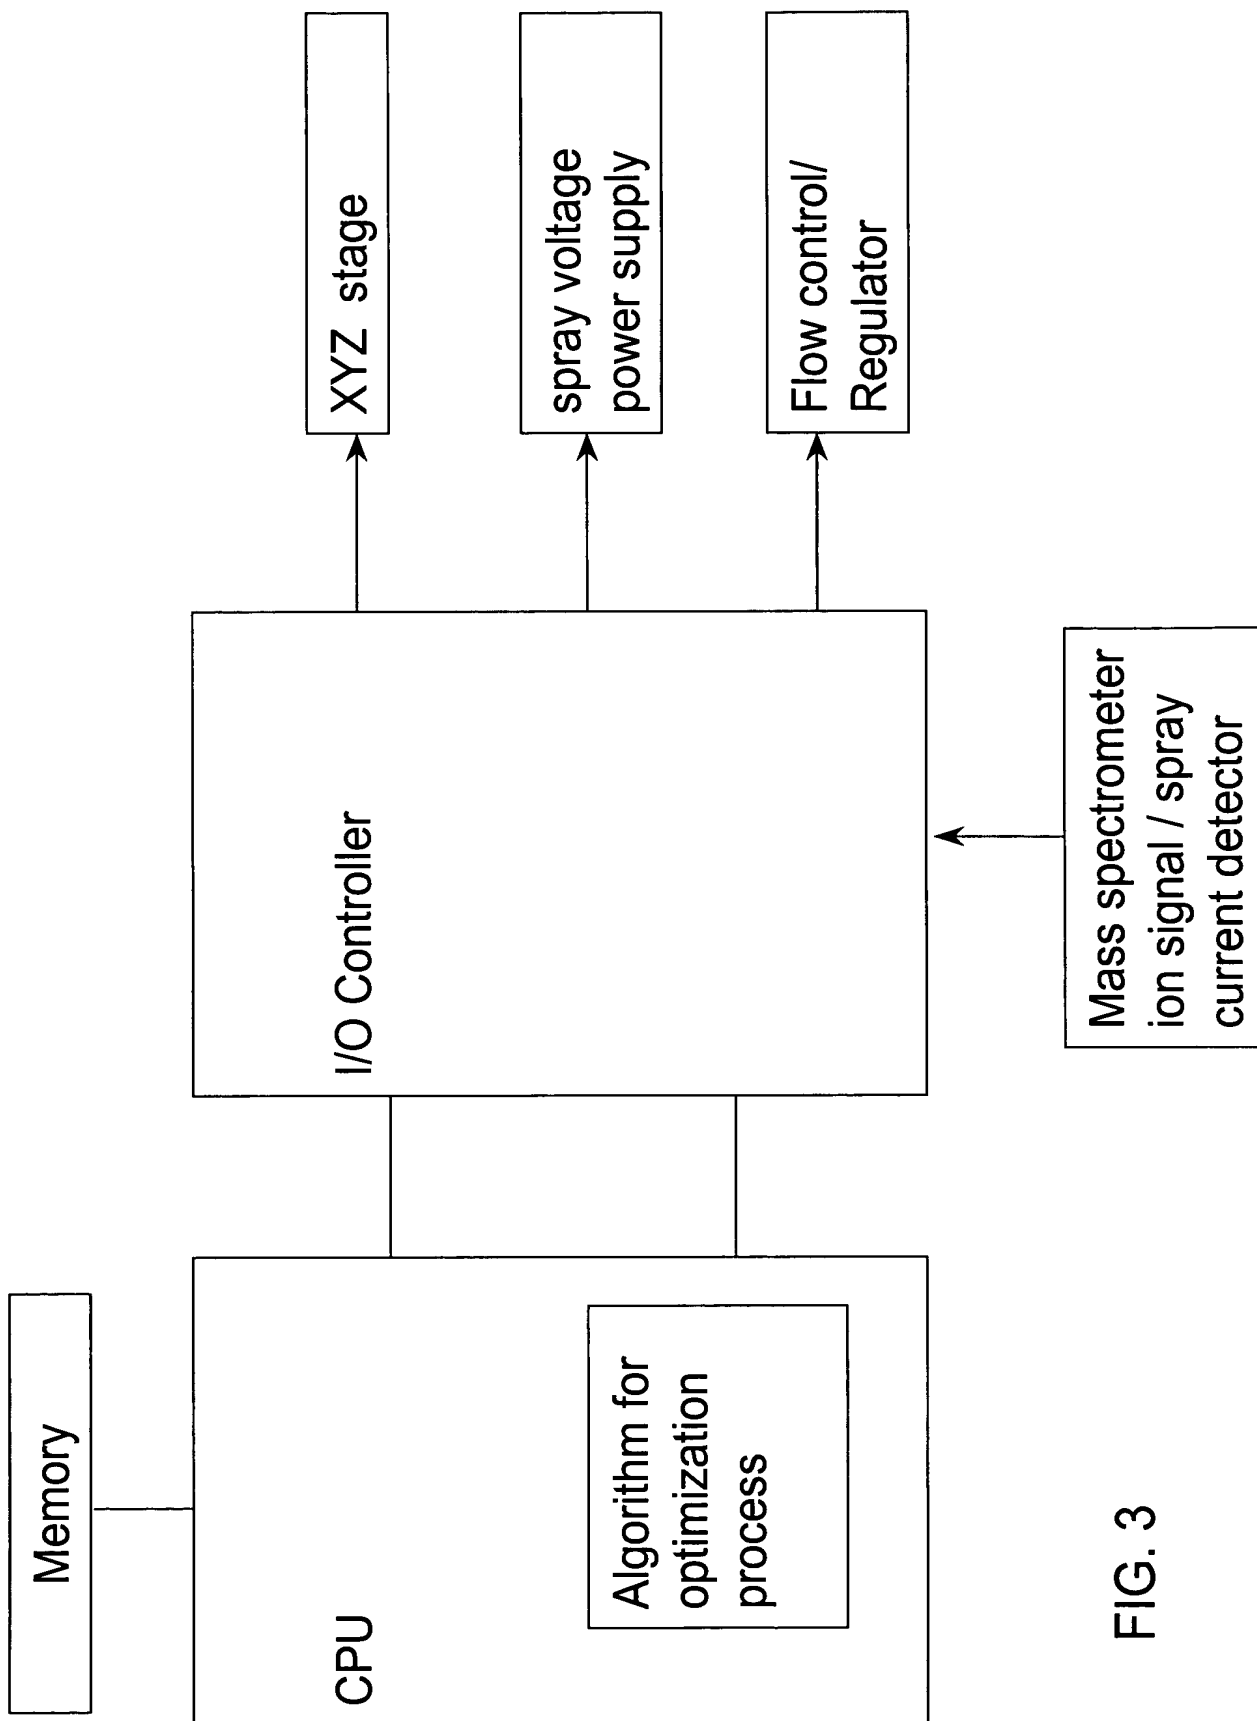 Memory
CPU
Algorithm for
optimization
process
I/O Controller
XYZ stage
spray voltage
power supply
Flow control/
Regulator
Mass spectrometer
ion signal / spray
current detector
FIG. 3